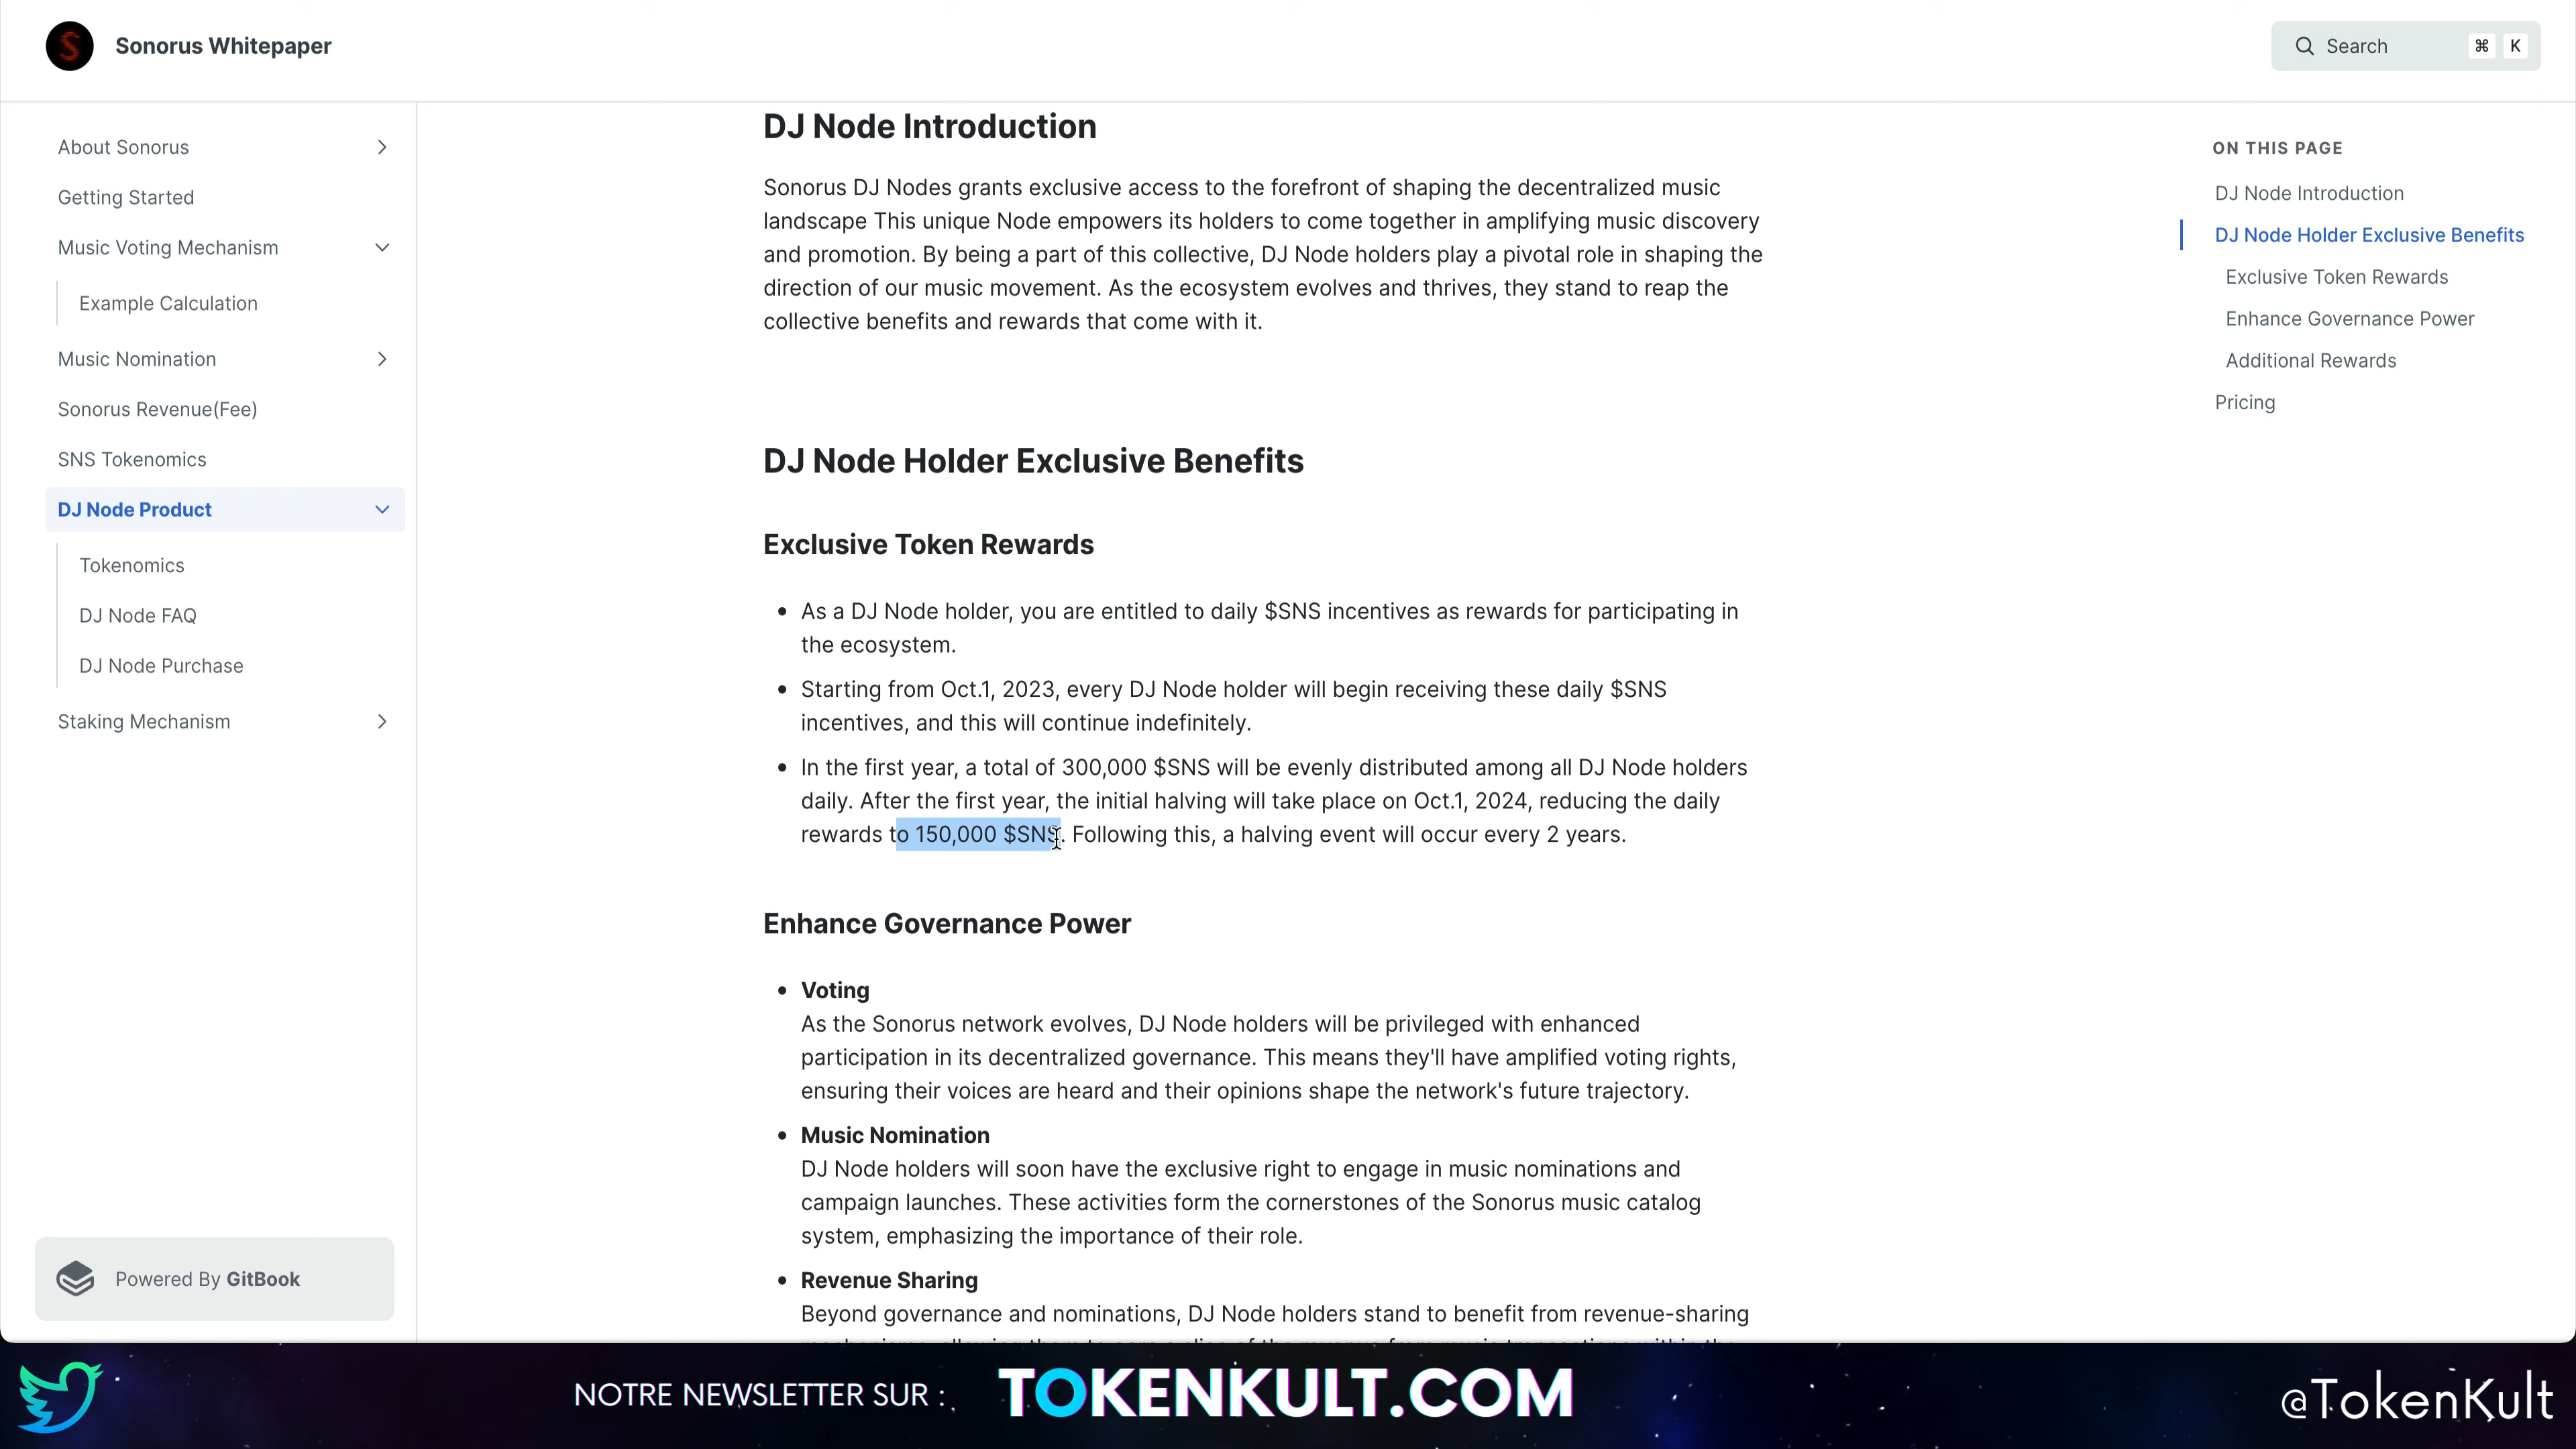 Sonorus Whitepaper
Search
⌘ K
About Sonorus
Getting Started
Music Voting Mechanism
Example Calculation
Music Nomination
Sonorus Revenue(Fee)
SNS Tokenomics
DJ Node Product
Tokenomics
DJ Node FAQ
DJ Node Purchase
Staking Mechanism
Powered By GitBook
DJ Node Introduction
Sonorus DJ Nodes grants exclusive access to the forefront of shaping the decentralized music
landscape This unique Node empowers its holders to come together in amplifying music discovery
and promotion. By being a part of this collective, DJ Node holders play a pivotal role in shaping the
direction of our music movement. As the ecosystem evolves and thrives, they stand to reap the
collective benefits and rewards that come with it.
DJ Node Holder Exclusive Benefits
Exclusive Token Rewards
• As a DJ Node holder, you are entitled to daily $SNS incentives as rewards for participating in
the ecosystem.
• Starting from Oct.1, 2023, every DJ Node holder will begin receiving these daily $SNS
incentives, and this will continue indefinitely.
• In the first year, a total of 300,000 $SNS will be evenly distributed among all DJ Node holders
daily. After the first year, the initial halving will take place on Oct.1, 2024, reducing the daily
rewards to 150,000 $SNS. Following this, a halving event will occur every 2 years.
Enhance Governance Power
• Voting
As the Sonorus network evolves, DJ Node holders will be privileged with enhanced
participation in its decentralized governance. This means they'll have amplified voting rights,
ensuring their voices are heard and their opinions shape the network's future trajectory.
• Music Nomination
DJ Node holders will soon have the exclusive right to engage in music nominations and
campaign launches. These activities form the cornerstones of the Sonorus music catalog
system, emphasizing the importance of their role.
• Revenue Sharing
Beyond governance and nominations, DJ Node holders stand to benefit from revenue-sharing
ON THIS PAGE
DJ Node Introduction
DJ Node Holder Exclusive Benefits
Exclusive Token Rewards
Enhance Governance Power
Additional Rewards
Pricing
NOTRE NEWSLETTER SUR : TOKENKULT.COM
@TokenKult